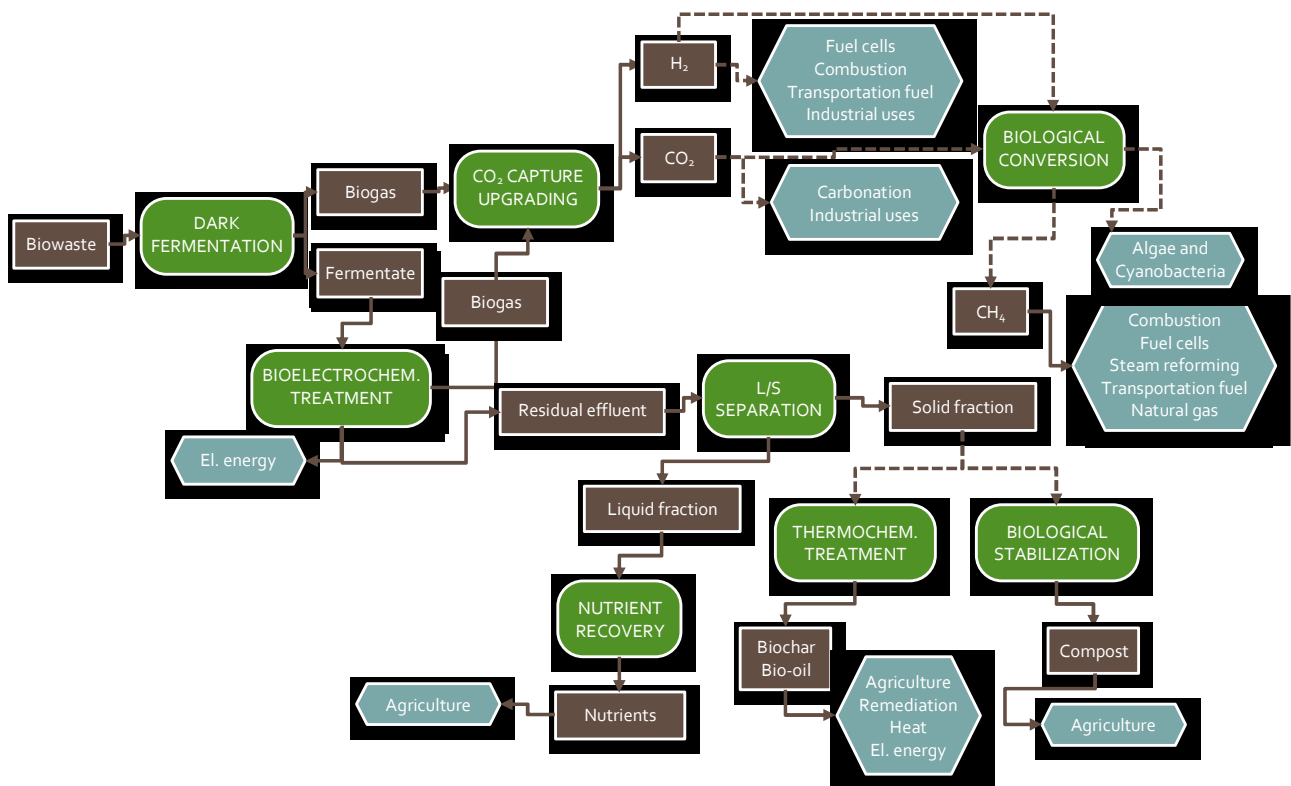 H₂
Fuel cells
Combustion
Transportation fuel
Industrial uses
CO₂
BIOLOGICAL
CONVERSION
Carbonation
Industrial uses
Biogas
CO₂ CAPTURE
UPGRADING
Biowaste
DARK
FERMENTATION
Fermentate
Biogas
Algae and
Cyanobacteria
CH₄
Combustion
Fuel cells
Steam reforming
Transportation fuel
Natural gas
BIOELECTROCHEM.
TREATMENT
Residual effluent
L/S
SEPARATION
Solid fraction
El. energy
Liquid fraction
THERMOCHEM.
TREATMENT
BIOLOGICAL
STABILIZATION
NUTRIENT
RECOVERY
Biochar
Bio-oil
Compost
Agriculture
Nutrients
Agriculture
Remediation
Heat
El. energy
Agriculture